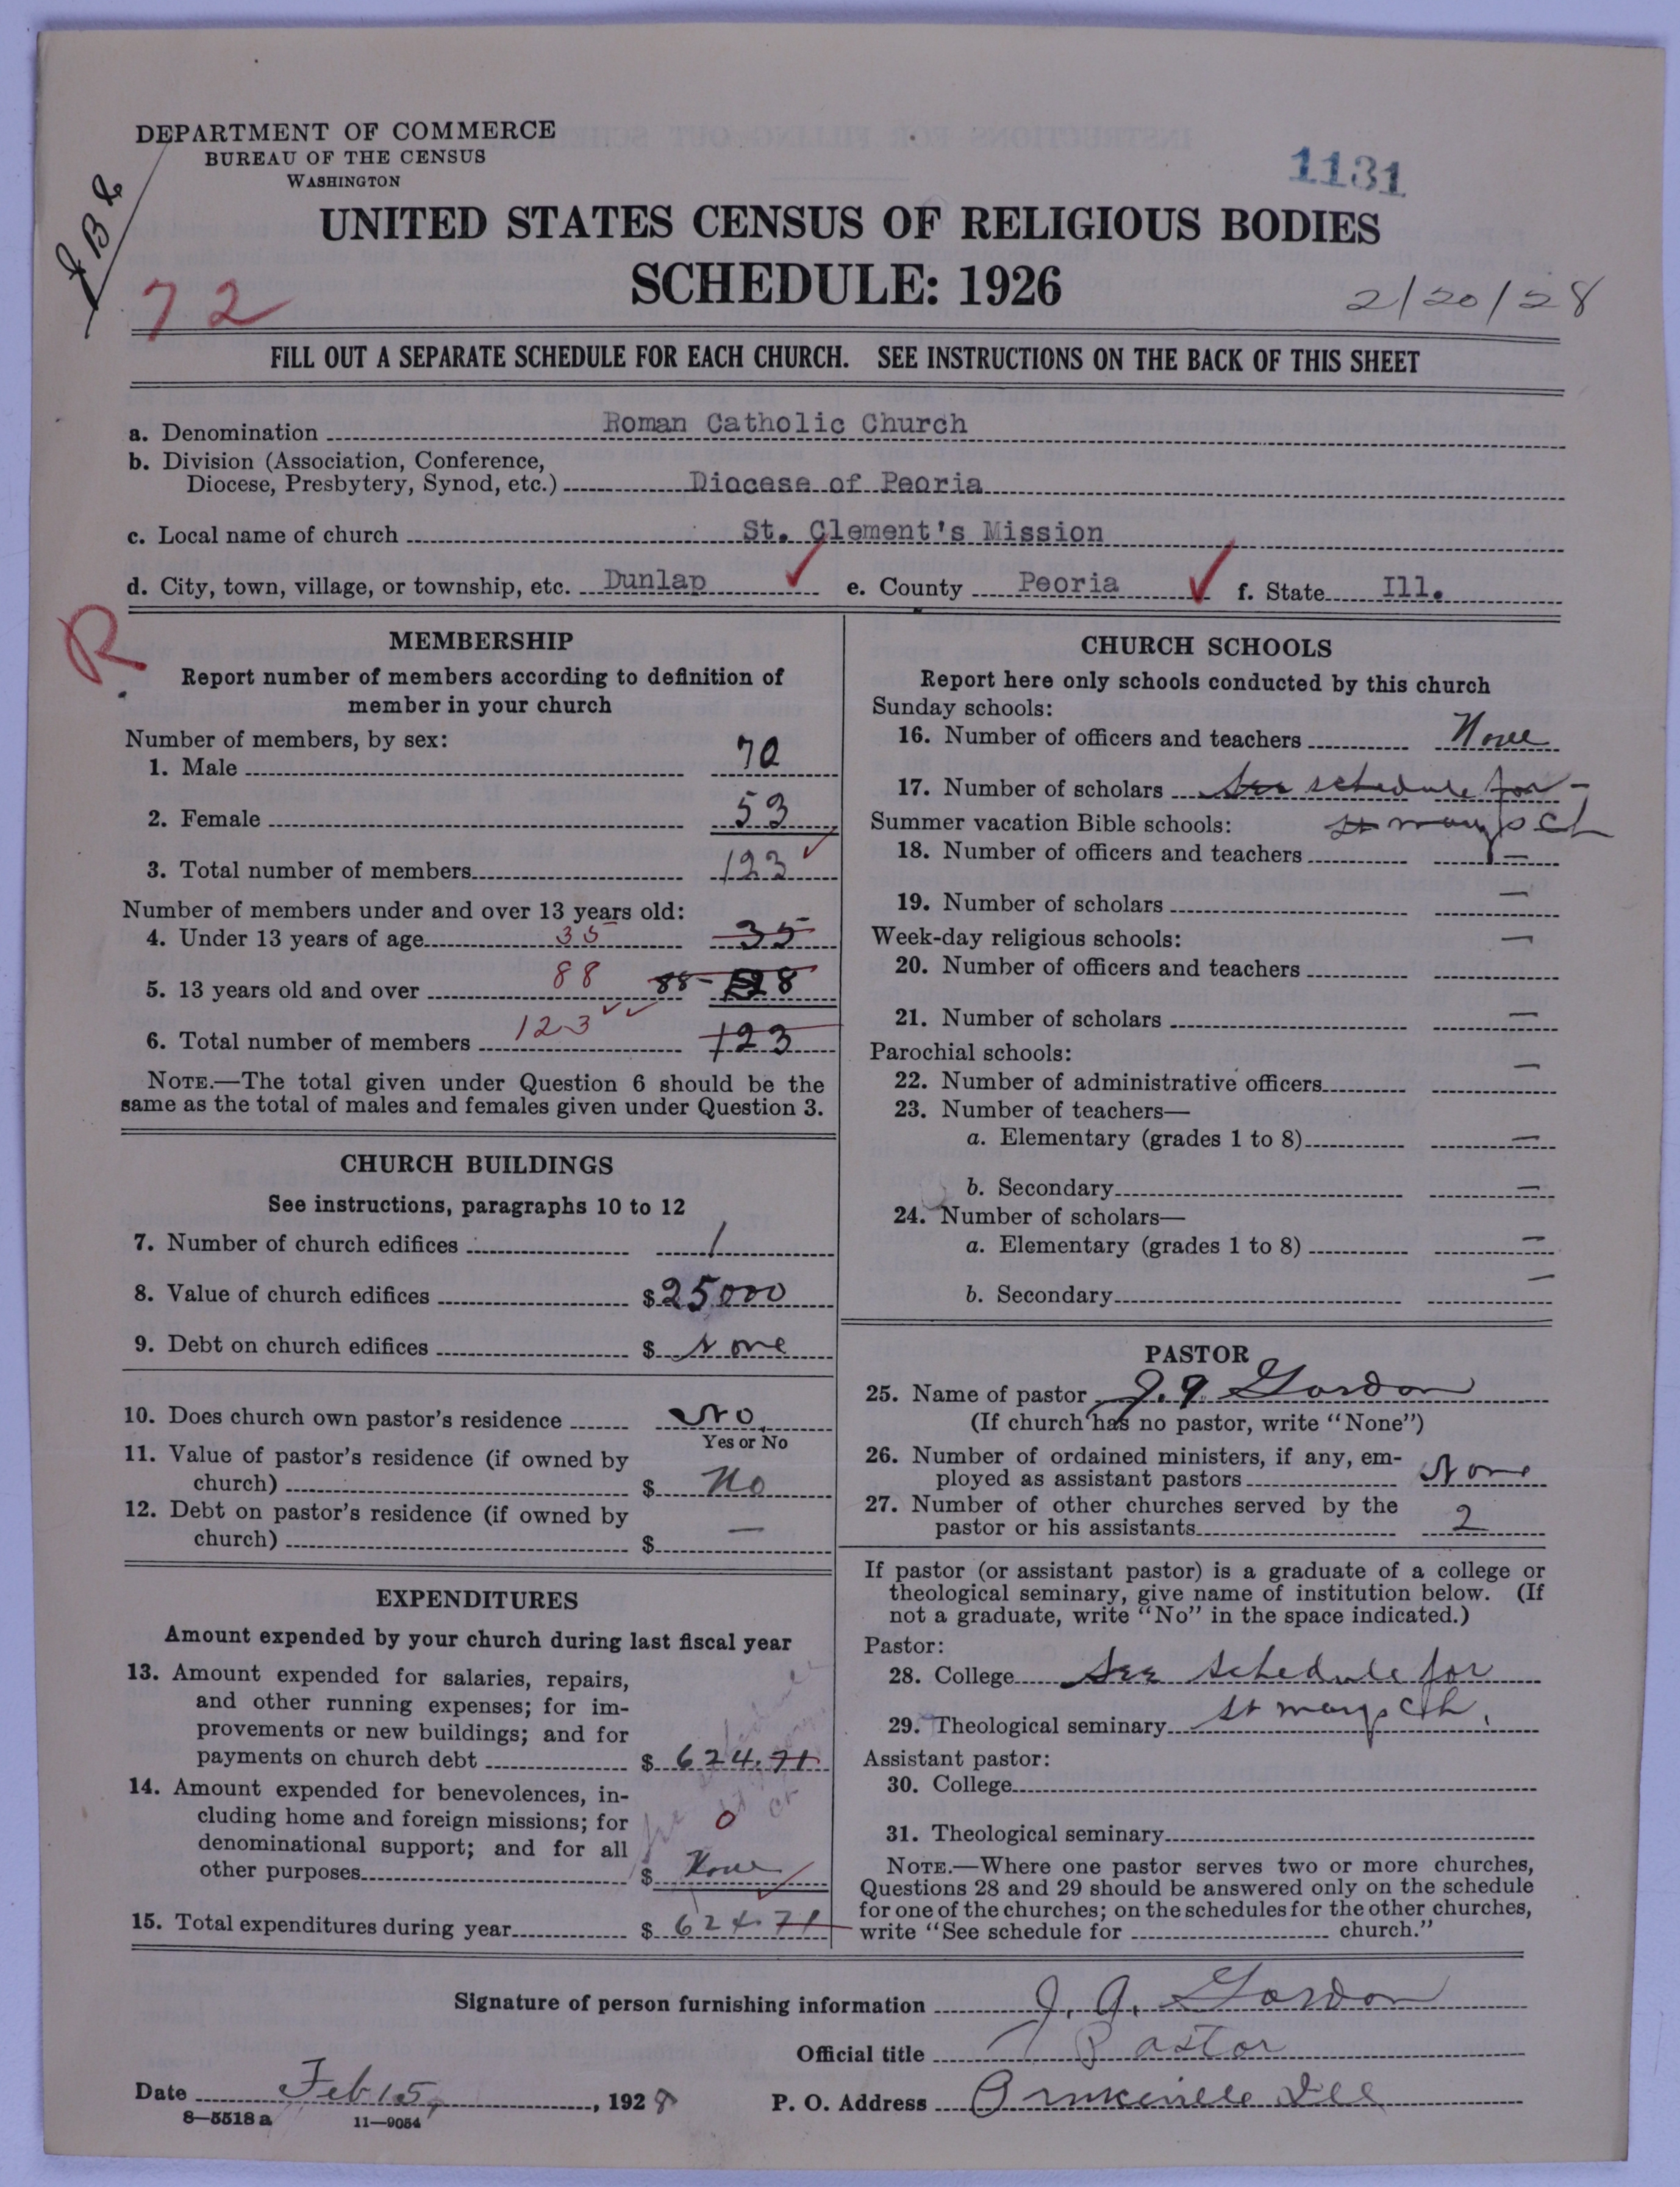 DEPARTMENT OF COMMERCE
BUREAU OF THE CENSUS
WASHINGTON
1131
UNITED STATES CENSUS OF RELIGIOUS BODIES
SCHEDULE: 1926
72
2/20/28
FILL OUT A SEPARATE SCHEDULE FOR EACH CHURCH. SEE INSTRUCTIONS ON THE BACK OF THIS SHEET
a. Denomination Roman Catholic Church
b. Division (Association, Conference,
Diocese, Presbytery, Synod, etc.) Diocese of Peoria
c. Local name of church St. Clement's Mission
d. City, town, village, or township, etc. Dunlap e. County Peoria f. State Ill.
R
MEMBERSHIP
Report number of members according to definition of
member in your church
Number of members, by sex:
1. Male 70
2. Female 53
3. Total number of members 123
Number of members under and over 13 years old:
4. Under 13 years of age 35 35
5. 13 years old and over 88 88 88
6. Total number of members 123 123
NOTE.—The total given under Question 6 should be the
same as the total of males and females given under Question 3.
CHURCH BUILDINGS
See instructions, paragraphs 10 to 12
7. Number of church edifices 1
8. Value of church edifices $25000
9. Debt on church edifices $ None
10. Does church own pastor's residence No
Yes or No
11. Value of pastor's residence (if owned by
church) $ No
12. Debt on pastor's residence (if owned by
church) $ —
EXPENDITURES
Amount expended by your church during last fiscal year
13. Amount expended for salaries, repairs,
and other running expenses; for im-
provements or new buildings; and for
payments on church debt $ 624.71
14. Amount expended for benevolences, in-
cluding home and foreign missions; for
denominational support; and for all
other purposes $ None
0
15. Total expenditures during year $ 624.71
CHURCH SCHOOLS
Report here only schools conducted by this church
Sunday schools:
16. Number of officers and teachers None
17. Number of scholars See schedule for -
Summer vacation Bible schools: St marys Ch
18. Number of officers and teachers —
19. Number of scholars —
Week-day religious schools: —
20. Number of officers and teachers
21. Number of scholars —
Parochial schools:
22. Number of administrative officers —
23. Number of teachers—
a. Elementary (grades 1 to 8) —
b. Secondary —
24. Number of scholars—
a. Elementary (grades 1 to 8) —
b. Secondary —
PASTOR
25. Name of pastor J. A. Gordon
(If church has no pastor, write "None")
26. Number of ordained ministers, if any, em-
ployed as assistant pastors None
27. Number of other churches served by the
pastor or his assistants 2
If pastor (or assistant pastor) is a graduate of a college or
theological seminary, give name of institution below. (If
not a graduate, write "No" in the space indicated.)
Pastor:
28. College See schedule for
29. Theological seminary St marys Ch.
Assistant pastor:
30. College
31. Theological seminary
NOTE.—Where one pastor serves two or more churches,
Questions 28 and 29 should be answered only on the schedule
for one of the churches; on the schedules for the other churches,
write "See schedule for church."
Signature of person furnishing information J. A. Gordon
Official title Pastor
Date Feb 15, 1928 P. O. Address Ill
8—5518a 11—9054